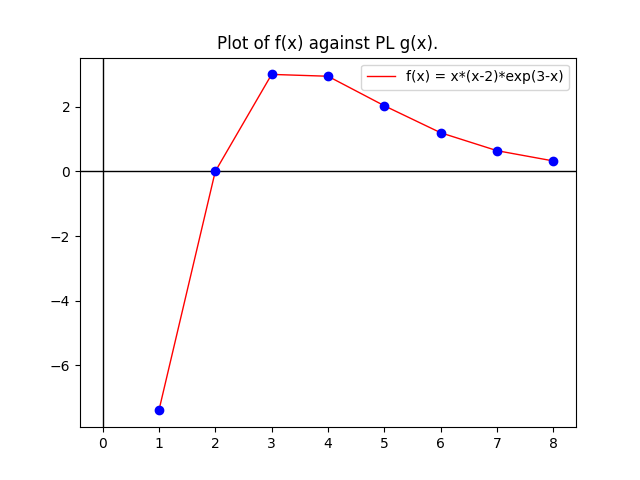 Plot of f(x) against PL g(x).
f(x) = x*(x-2)*exp(3-x)
2
0
−2
−4
−6
0 1 2 3 4 5 6 7 8